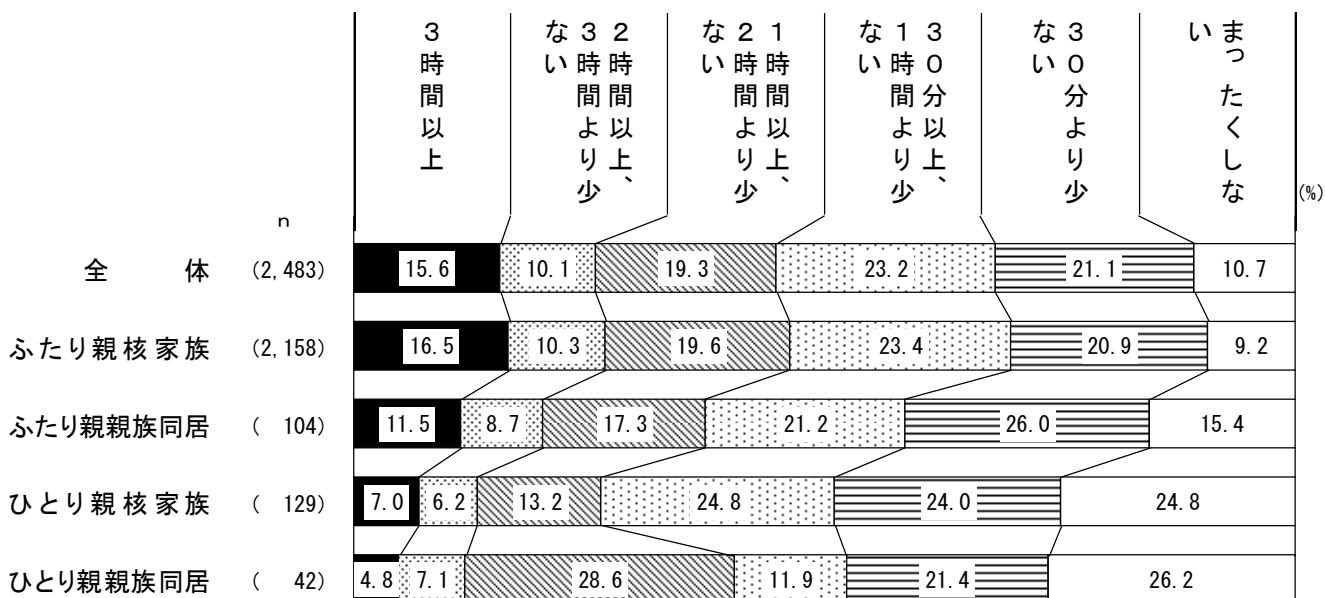 3時間以上
2時間以上、
3時間より少
ない
1時間以上、
2時間より少
ない
30分以上、
1時間より少
ない
30分より少
ない
まったくしな
い
(%)
n
全　体 (2,483) 15.6 10.1 19.3 23.2 21.1 10.7
ふたり親核家族 (2,158) 16.5 10.3 19.6 23.4 20.9 9.2
ふたり親親族同居 ( 104) 11.5 8.7 17.3 21.2 26.0 15.4
ひとり親核家族 ( 129) 7.0 6.2 13.2 24.8 24.0 24.8
ひとり親親族同居 ( 42) 4.8 7.1 28.6 11.9 21.4 26.2